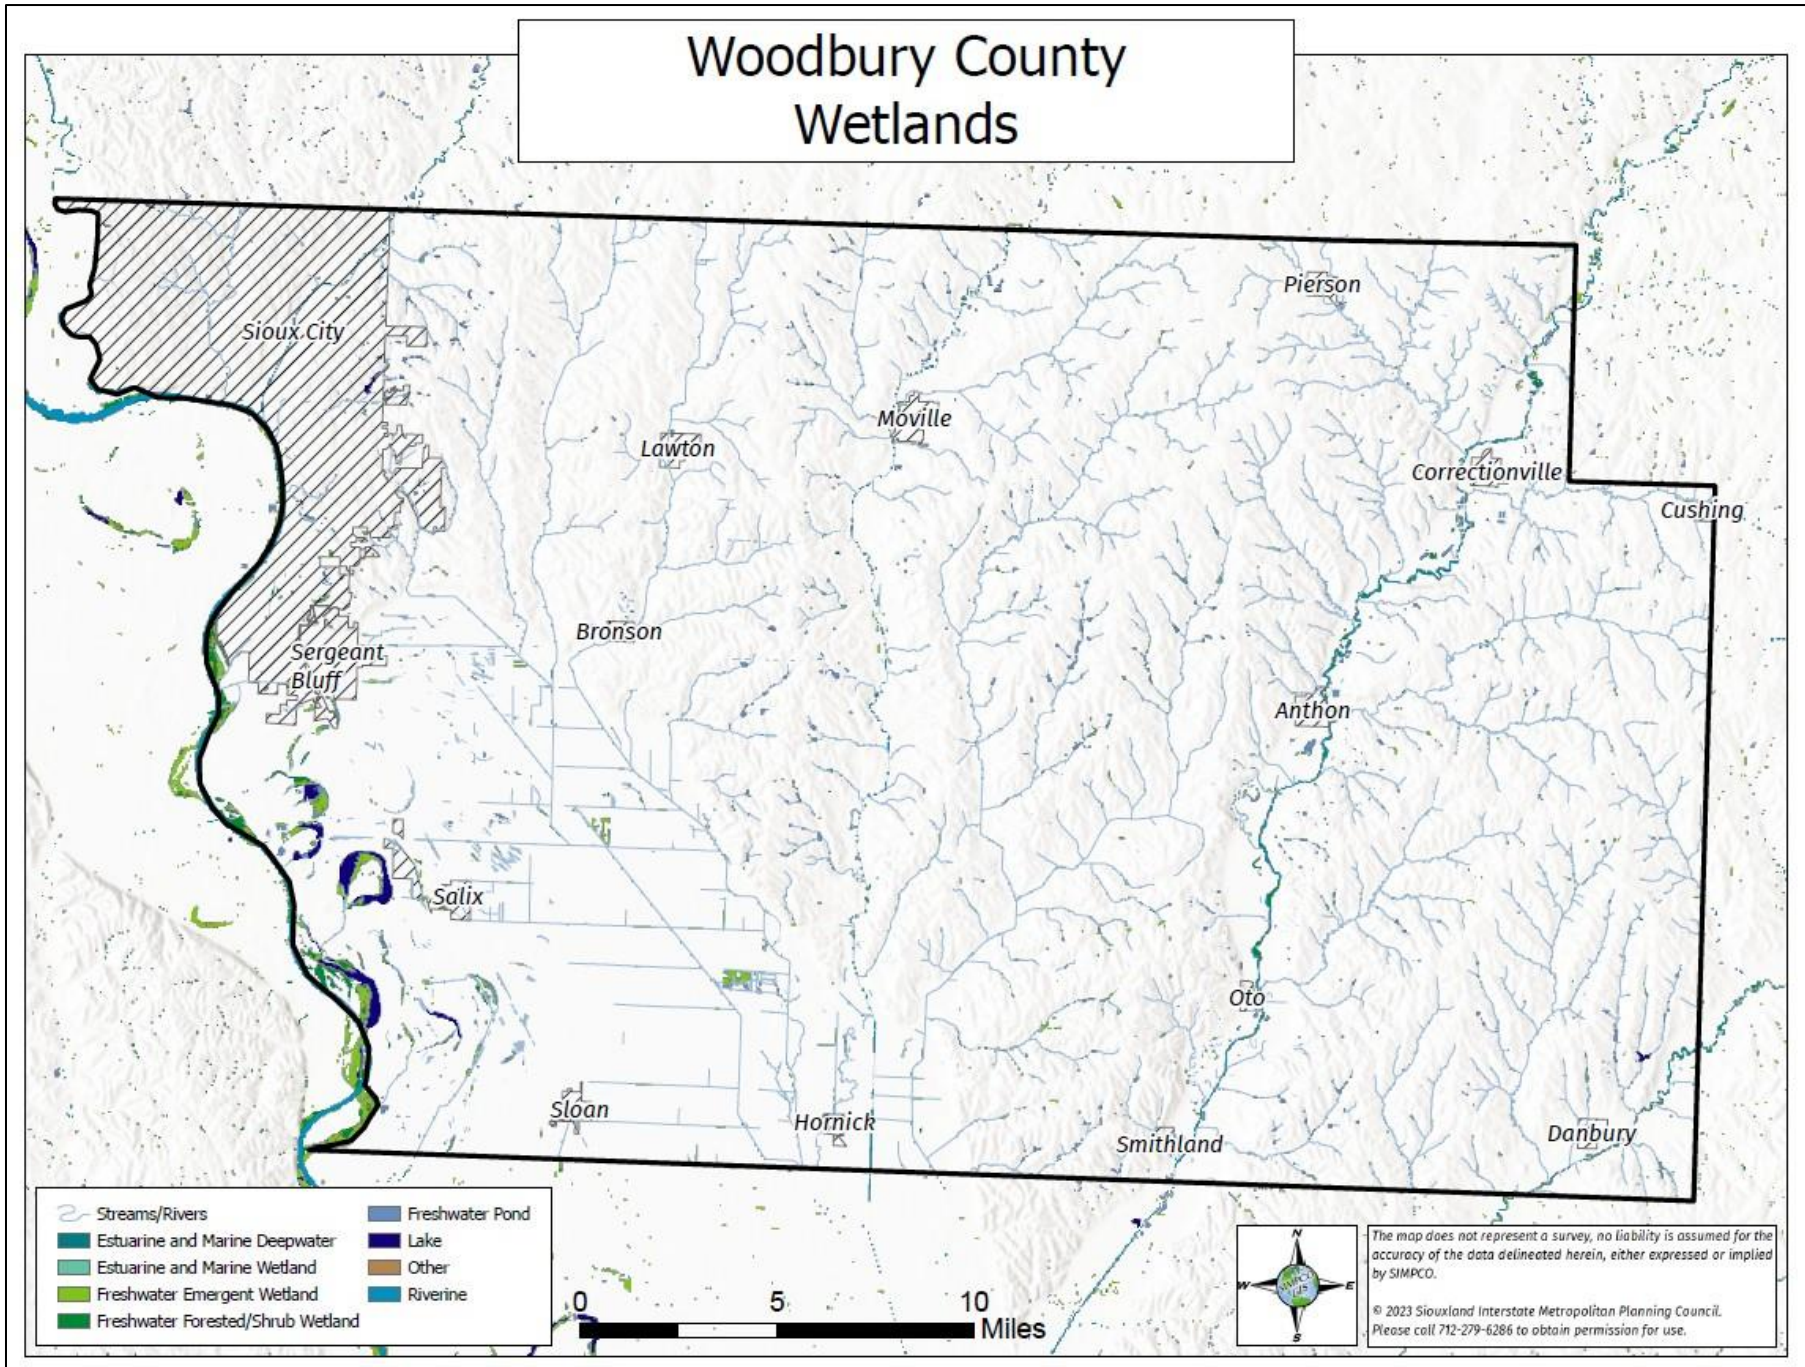 Woodbury County
Wetlands
Pierson
Sioux City
Moville
Lawton
Correctionville
Cushing
Bronson
Sergeant
Bluff
Anthon
Salix
Oto
Sloan
Hornick
Smithland
Danbury
Streams/Rivers
Estuarine and Marine Deepwater
Estuarine and Marine Wetland
Freshwater Emergent Wetland
Freshwater Forested/Shrub Wetland
Freshwater Pond
Lake
Other
Riverine
0 5 10
Miles
N
W E
S
SIMPCO
GIS
The map does not represent a survey, no liability is assumed for the
accuracy of the data delineated herein, either expressed or implied
by SIMPCO.
© 2023 Siouxland Interstate Metropolitan Planning Council.
Please call 712-279-6286 to obtain permission for use.